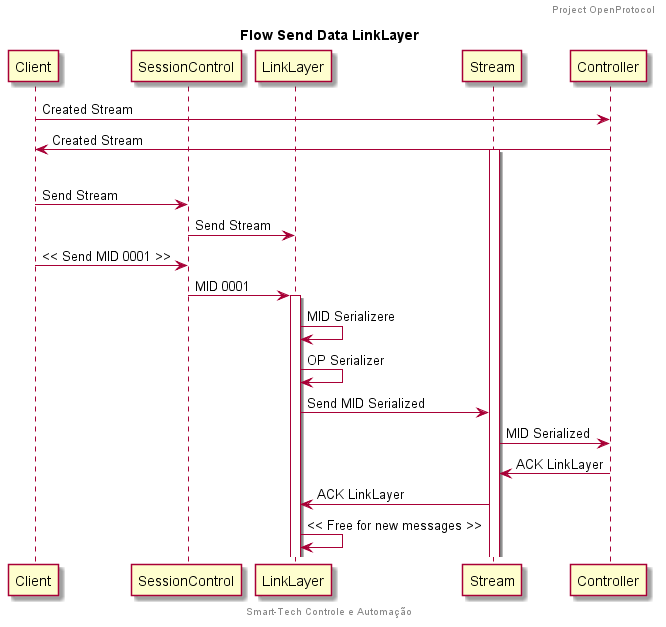 Project OpenProtocol
Flow Send Data LinkLayer
Client SessionControl LinkLayer Stream Controller
Created Stream
Created Stream
Send Stream
Send Stream
<< Send MID 0001 >>
MID 0001
MID Serializere
OP Serializer
Send MID Serialized
MID Serialized
ACK LinkLayer
ACK LinkLayer
<< Free for new messages >>
Client SessionControl LinkLayer Stream Controller
Smart-Tech Controle e Automação